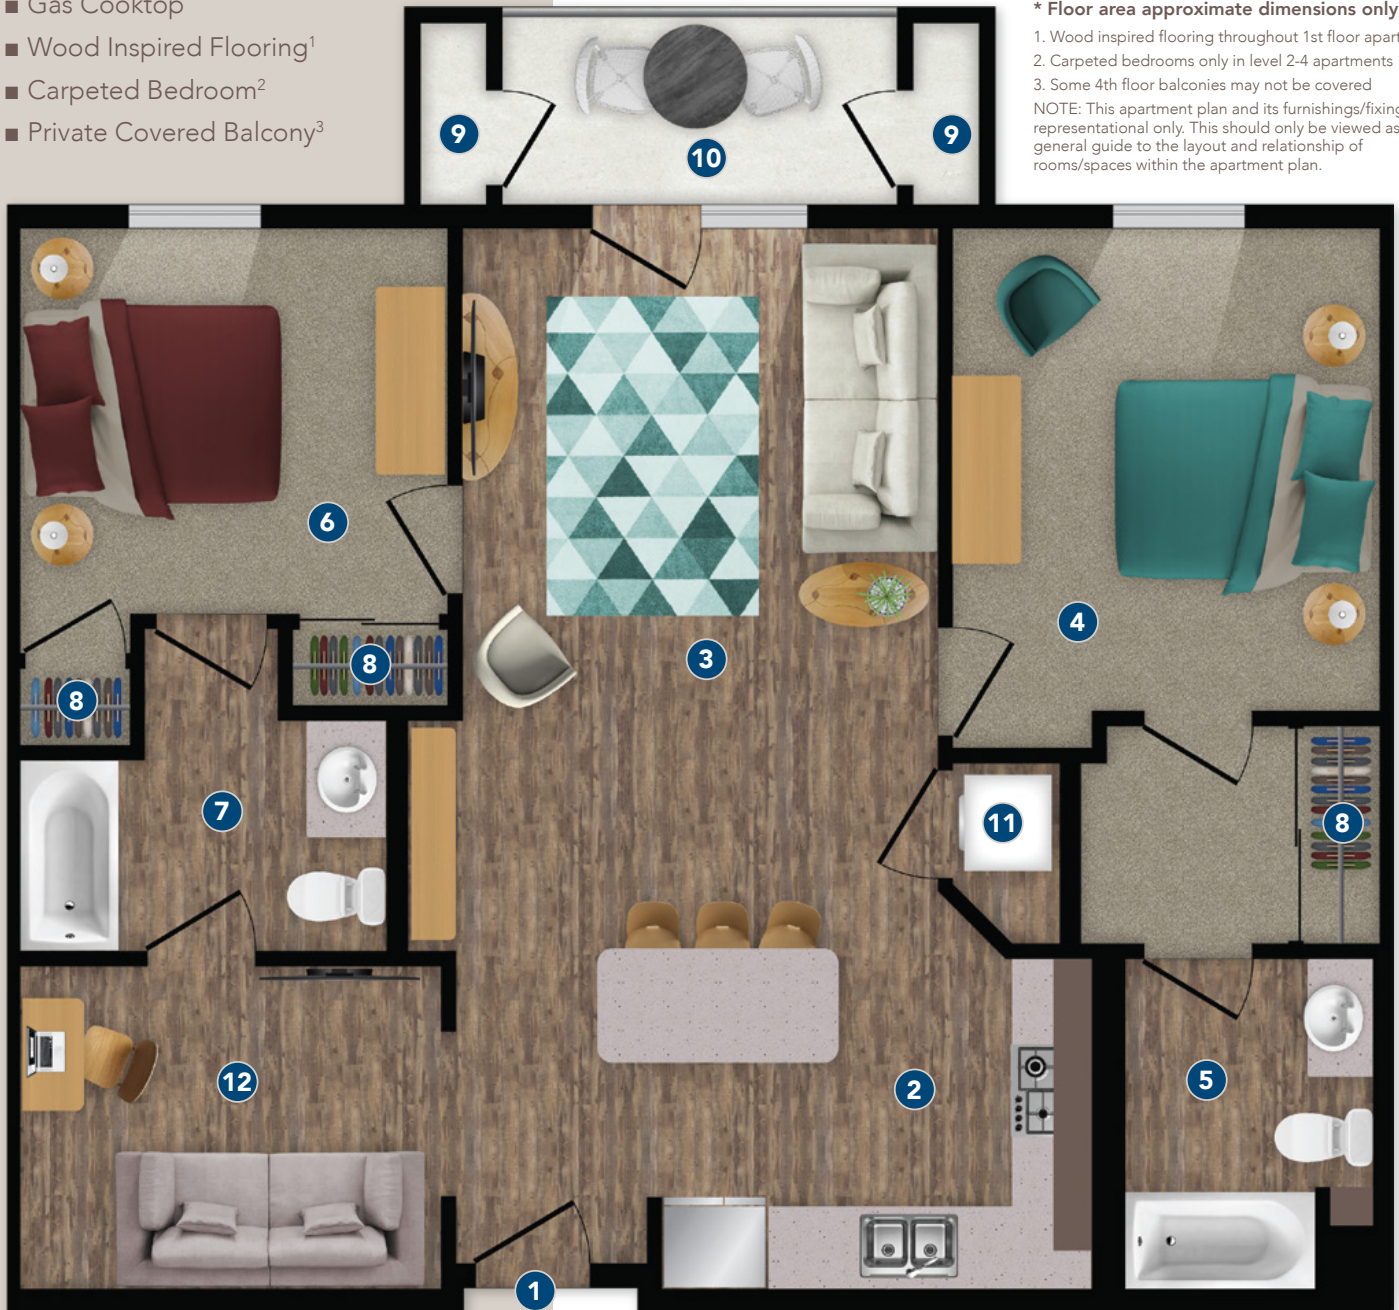 ■ Gas Cooktop
■ Wood Inspired Flooring¹
■ Carpeted Bedroom²
■ Private Covered Balcony³
* Floor area approximate dimensions only
1. Wood inspired flooring throughout 1st floor apart
2. Carpeted bedrooms only in level 2-4 apartments
3. Some 4th floor balconies may not be covered
NOTE: This apartment plan and its furnishings/fixing
representational only. This should only be viewed as
general guide to the layout and relationship of
rooms/spaces within the apartment plan.
9
10
9
6
4
3
8
8
7
11
8
12
2
5
1